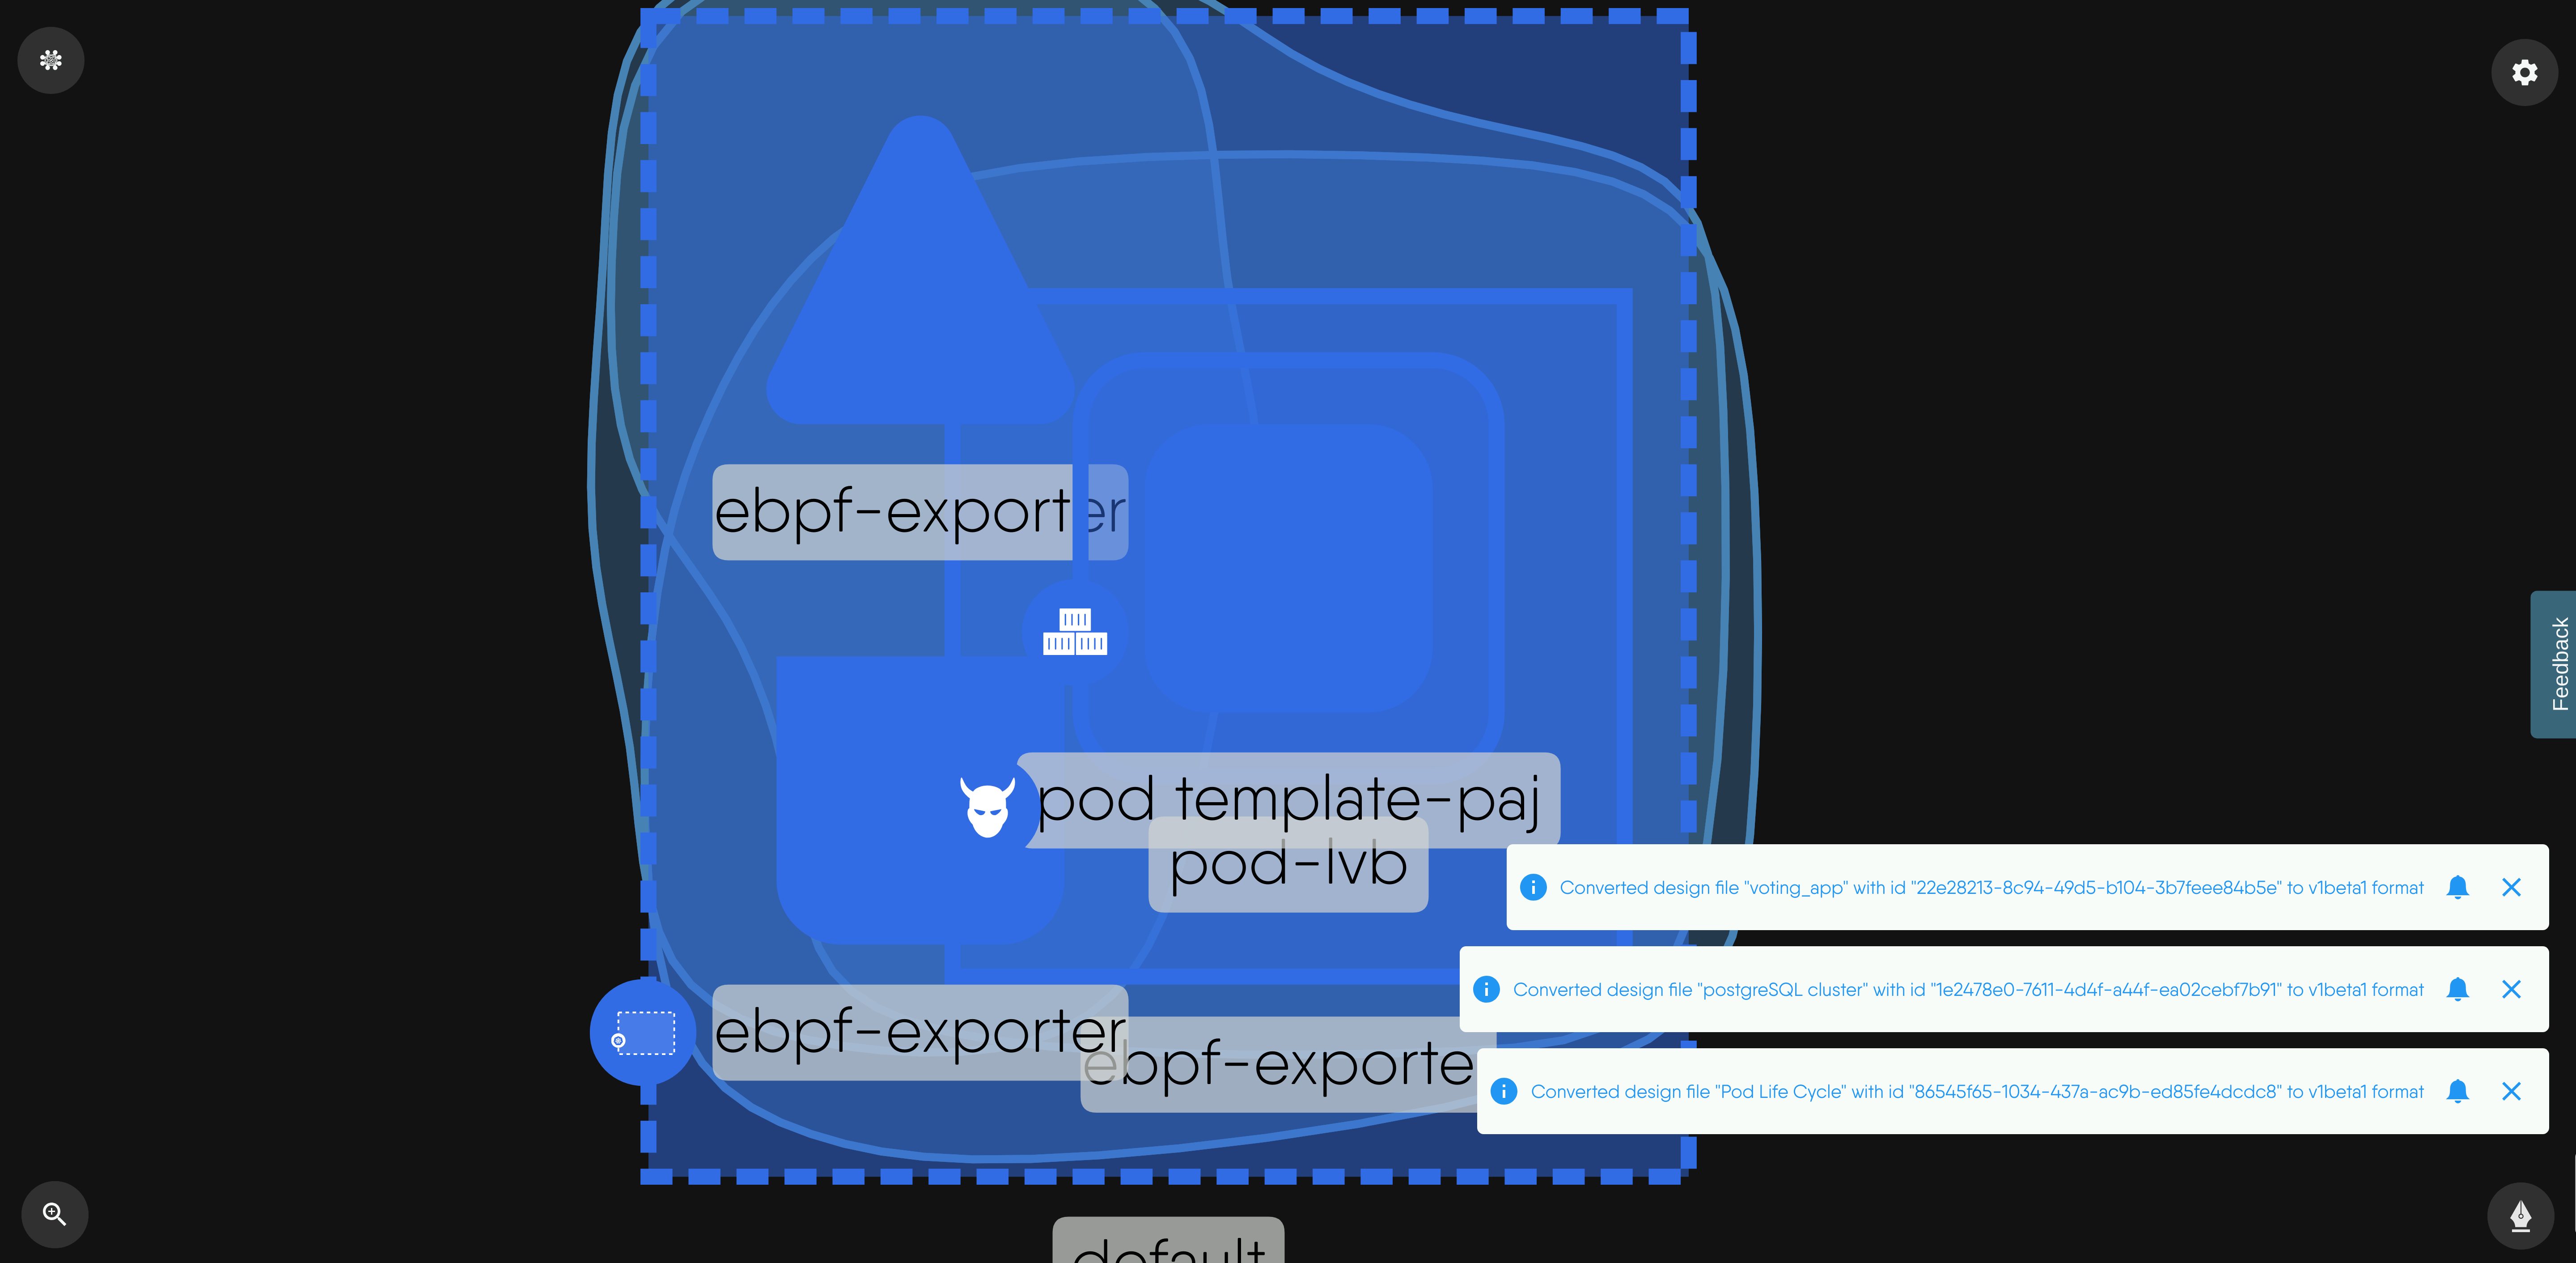 ebpf-exporter
pod template-paj
pod-lvb
ebpf-exporter
ebpf-exporte
default
Feedback
Converted design file "voting_app" with id "22e28213-8c94-49d5-b104-3b7feee84b5e" to v1beta1 format
Converted design file "postgreSQL cluster" with id "1e2478e0-7611-4d4f-a44f-ea02cebf7b91" to v1beta1 format
Converted design file "Pod Life Cycle" with id "86545f65-1034-437a-ac9b-ed85fe4dcdc8" to v1beta1 format